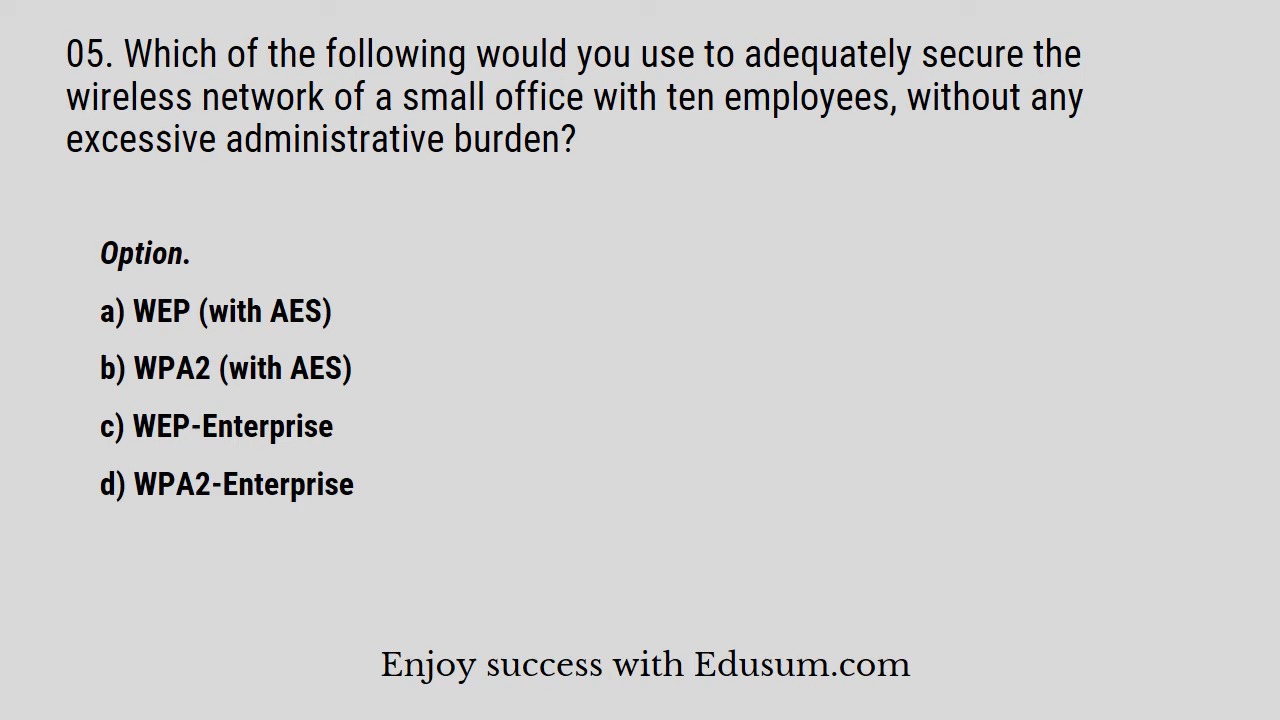 05. Which of the following would you use to adequately secure the
wireless network of a small office with ten employees, without any
excessive administrative burden?
Option.
a) WEP (with AES)
b) WPA2 (with AES)
c) WEP-Enterprise
d) WPA2-Enterprise
Enjoy success with Edusum.com